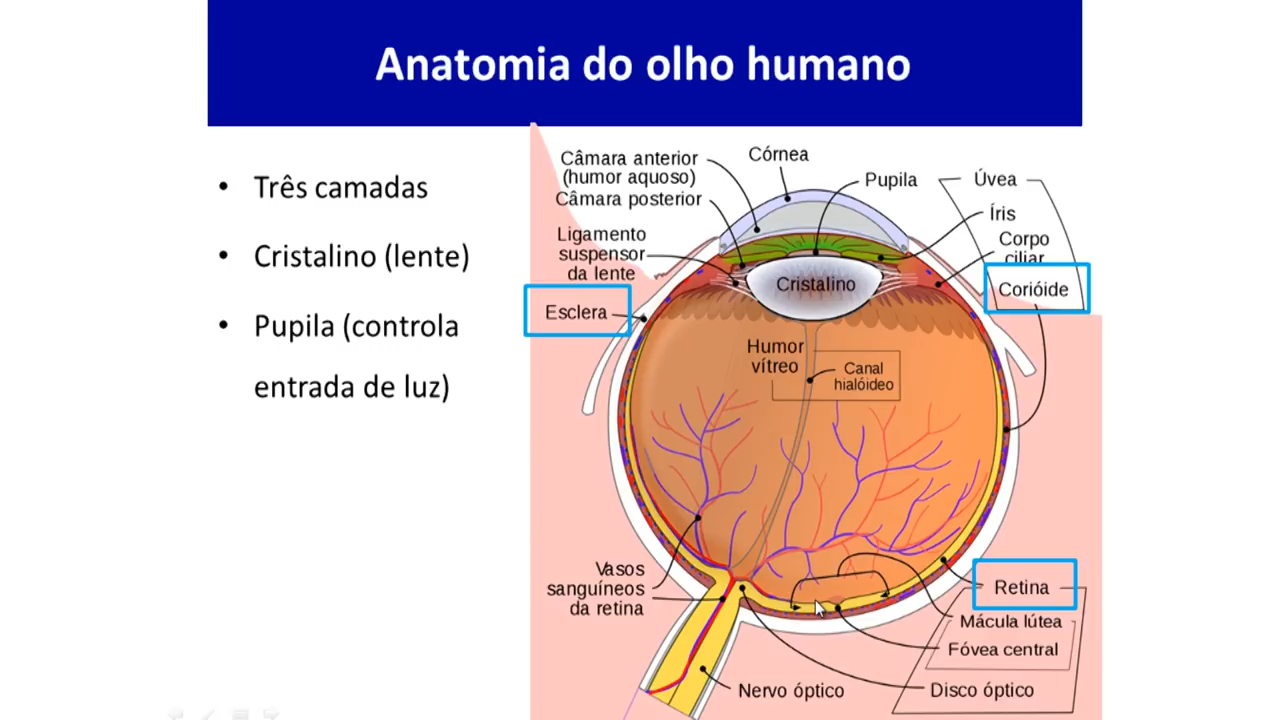 Anatomia do olho humano
• Três camadas
• Cristalino (lente)
• Pupila (controla
entrada de luz)
Câmara anterior
(humor aquoso)
Câmara posterior
Ligamento
suspensor
da lente
Esclera
Córnea
Pupila
Úvea
Íris
Corpo
ciliar
Corióide
Cristalino
Humor
vítreo
Canal
hialóideo
Vasos
sanguíneos
da retina
Retina
Mácula lútea
Fóvea central
Nervo óptico
Disco óptico